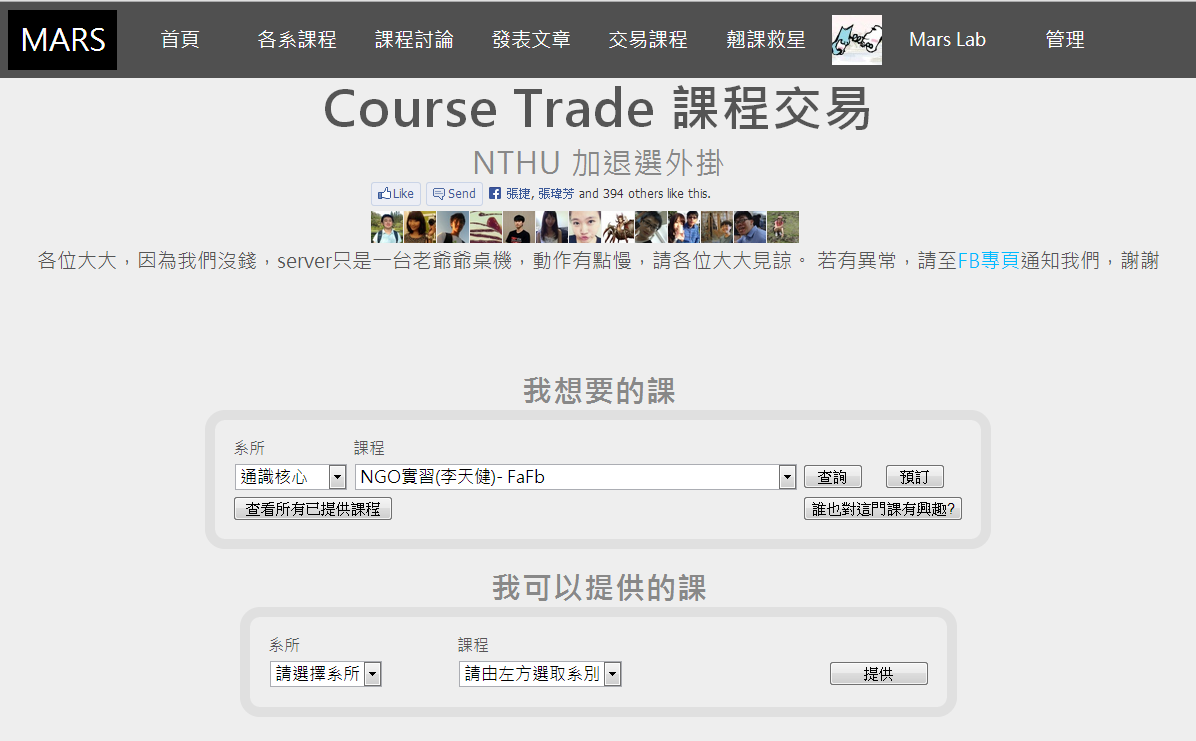 MARS 首頁 各系課程 課程討論 發表文章 交易課程 翹課救星 Mars Lab 管理
Course Trade 課程交易
NTHU 加退選外掛
Like Send 張捷, 張瑋芳 and 394 others like this.
各位大大，因為我們沒錢，server只是一台老爺爺桌機，動作有點慢，請各位大大見諒。 若有異常，請至FB專頁通知我們，謝謝
我想要的課
系所 課程
通識核心 NGO實習(李天健)- FaFb 查詢 預訂
查看所有已提供課程 誰也對這門課有興趣?
我可以提供的課
系所 課程
請選擇系所 請由左方選取系別 提供